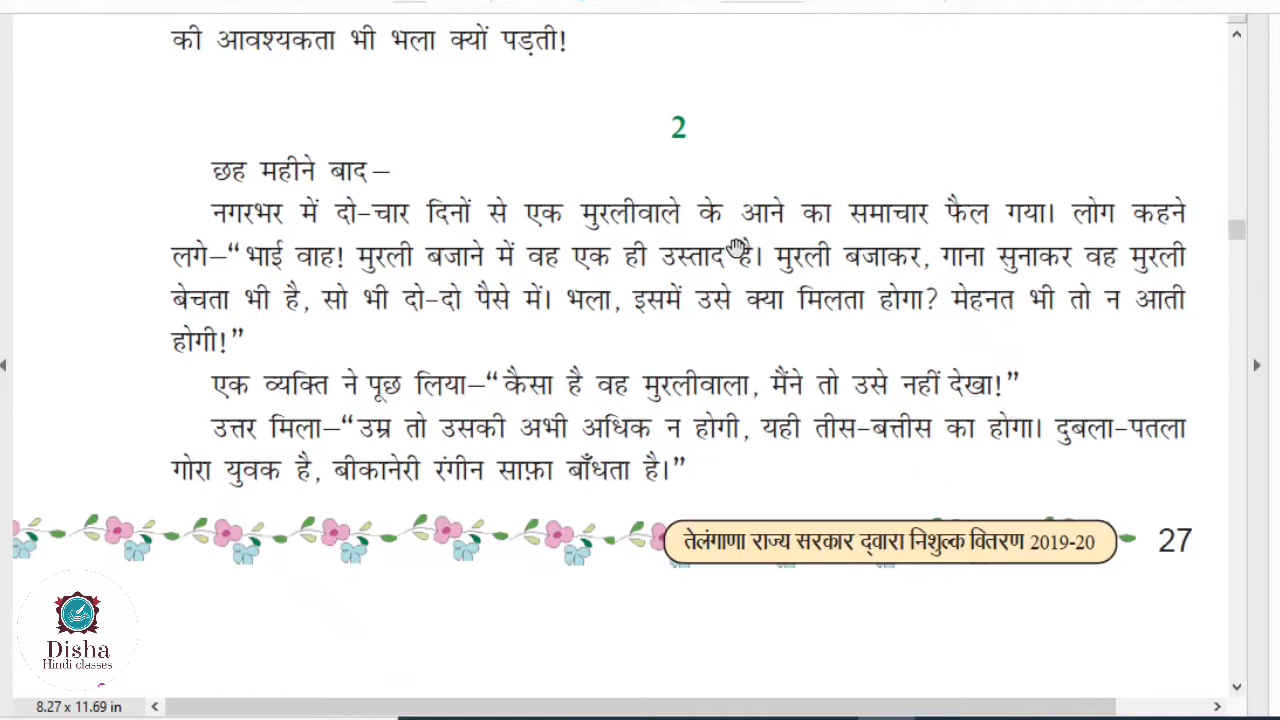 की आवश्यकता भी भला क्यों पड़ती!
2
छह महीने बाद–
नगरभर में दो-चार दिनों से एक मुरलीवाले के आने का समाचार फैल गया। लोग कहने
लगे–“भाई वाह! मुरली बजाने में वह एक ही उस्ताद है। मुरली बजाकर, गाना सुनाकर वह मुरली
बेचता भी है, सो भी दो-दो पैसे में। भला, इसमें उसे क्या मिलता होगा? मेहनत भी तो न आती
होगी!”
एक व्यक्ति ने पूछ लिया–“कैसा है वह मुरलीवाला, मैंने तो उसे नहीं देखा!”
उत्तर मिला–“उम्र तो उसकी अभी अधिक न होगी, यही तीस-बत्तीस का होगा। दुबला-पतला
गोरा युवक है, बीकानेरी रंगीन साफ़ा बाँधता है।”
तेलंगाणा राज्य सरकार द्वारा निशुल्क वितरण 2019-20 27
Disha
Hindi classes
8.27 x 11.69 in